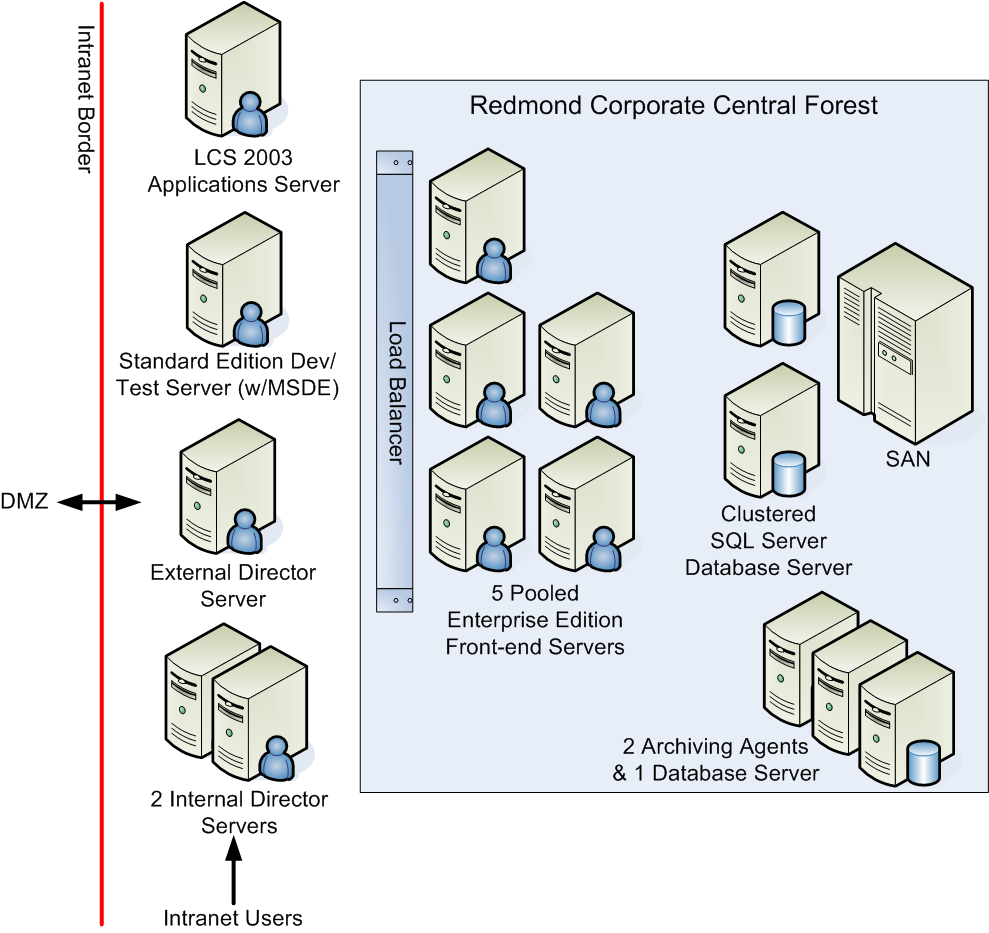 Intranet Border
LCS 2003
Applications Server
Standard Edition Dev/
Test Server (w/MSDE)
DMZ
External Director
Server
2 Internal Director
Servers
Intranet Users
Redmond Corporate Central Forest
Load Balancer
5 Pooled
Enterprise Edition
Front-end Servers
SAN
Clustered
SQL Server
Database Server
2 Archiving Agents
& 1 Database Server